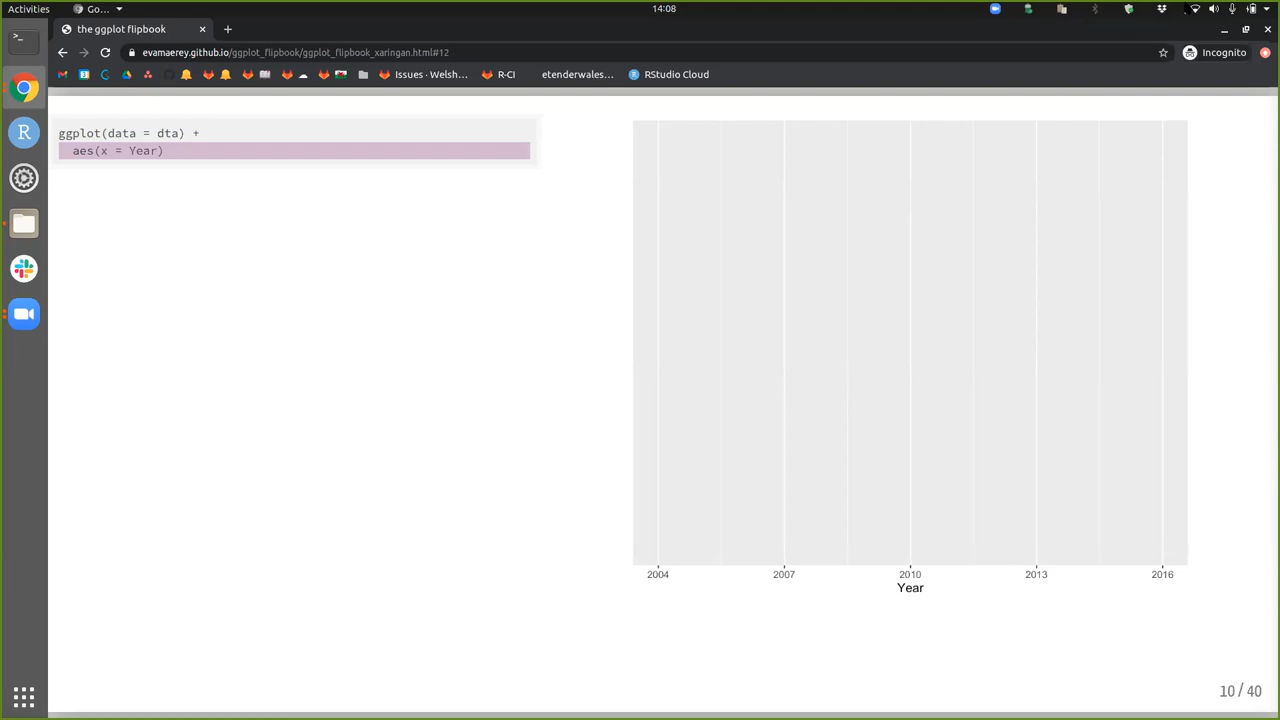 Activities
Go...
14:08
the ggplot flipbook
evamaerey.github.io/ggplot_flipbook/ggplot_flipbook_xaringan.html#12
Incognito
Issues · Welsh...
R-CI
etenderwales...
RStudio Cloud
ggplot(data = dta) +
aes(x = Year)
2004 2007 2010 2013 2016
Year
10 / 40